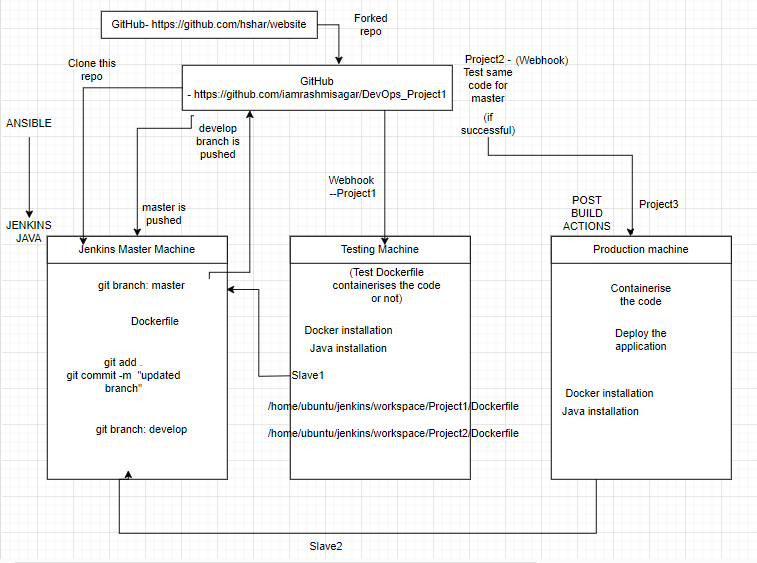 GitHub- https://github.com/hshar/website
Forked
repo
Clone this
repo
GitHub
- https://github.com/iamrashmisagar/DevOps_Project1
Project2 - (Webhook)
Test same
code for
master
(if
successful)
ANSIBLE
develop
branch is
pushed
Webhook
--Project1
master is
pushed
POST
BUILD
ACTIONS
Project3
JENKINS
JAVA
Jenkins Master Machine
git branch: master
Dockerfile
git add .
git commit -m "updated
branch"
git branch: develop
Testing Machine
(Test Dockerfile
containerises the code
or not)
Docker installation
Java installation
Slave1
/home/ubuntu/jenkins/workspace/Project1/Dockerfile
/home/ubuntu/jenkins/workspace/Project2/Dockerfile
Production machine
Containerise
the code
Deploy the
application
Docker installation
Java installation
Slave2